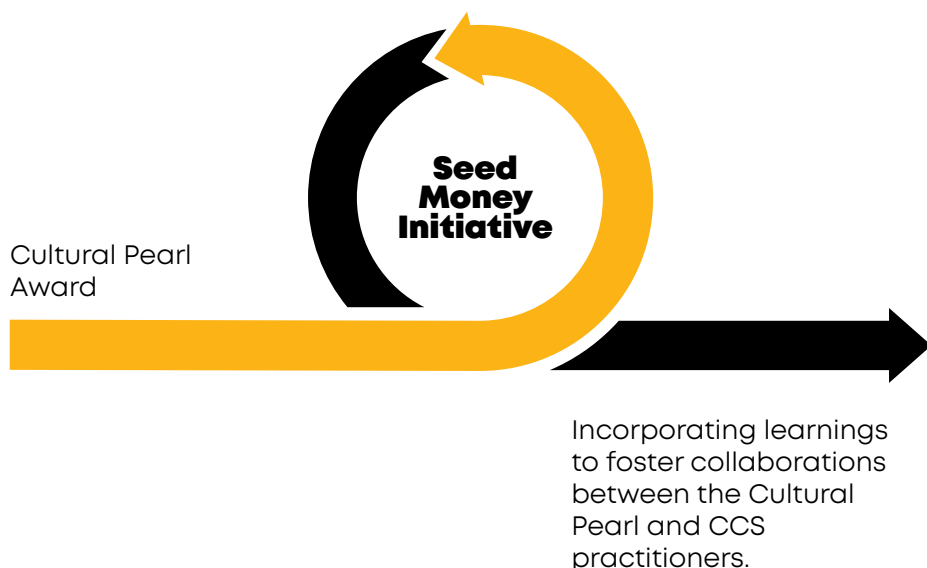 Seed
Money
Initiative
Cultural Pearl
Award
Incorporating learnings
to foster collaborations
between the Cultural
Pearl and CCS
practitioners.